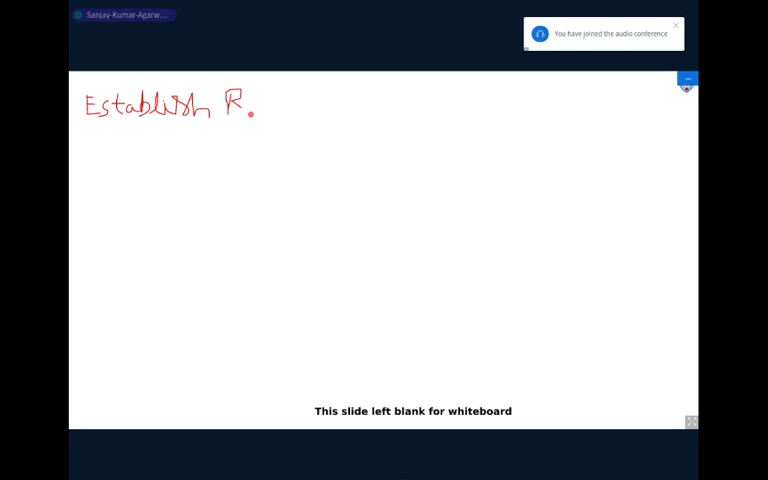 Sanjay-Kumar-Agarw...
You have joined the audio conference
Establish R
This slide left blank for whiteboard